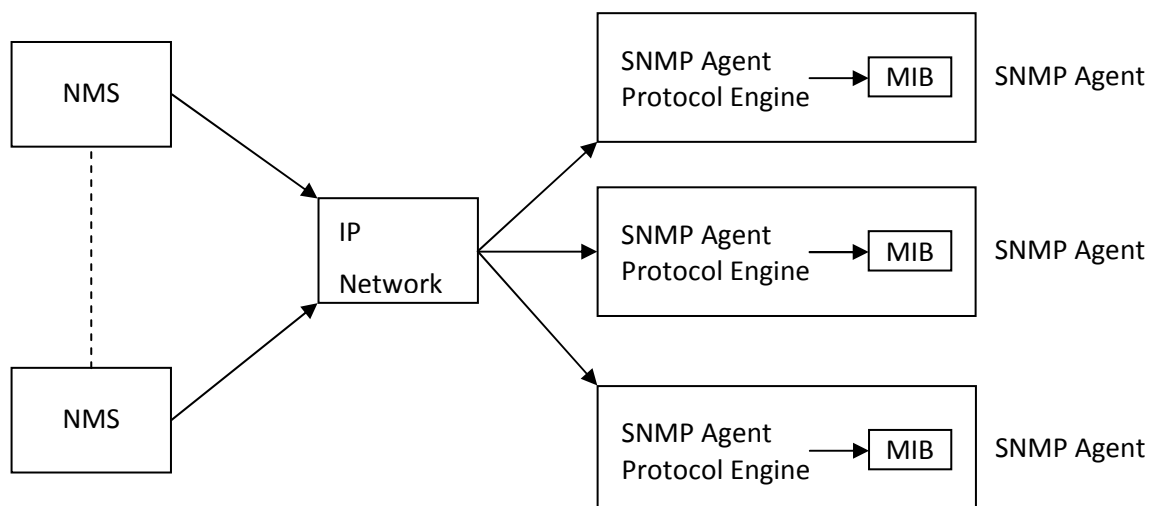 NMS
NMS
IP
Network
SNMP Agent
Protocol Engine
MIB
SNMP Agent
SNMP Agent
Protocol Engine
MIB
SNMP Agent
SNMP Agent
Protocol Engine
MIB
SNMP Agent